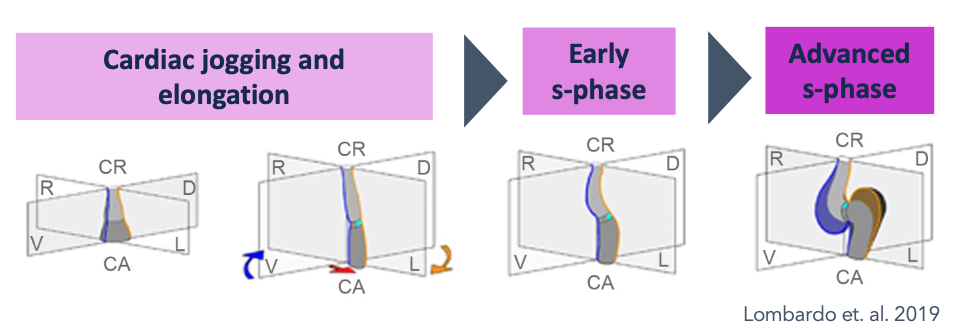 Cardiac jogging and
elongation
Early
s-phase
Advanced
s-phase
CR
R
D
V
L
CA
CR
R
D
V
L
CA
CR
R
D
V
L
CA
CR
R
D
V
L
CA
Lombardo et. al. 2019